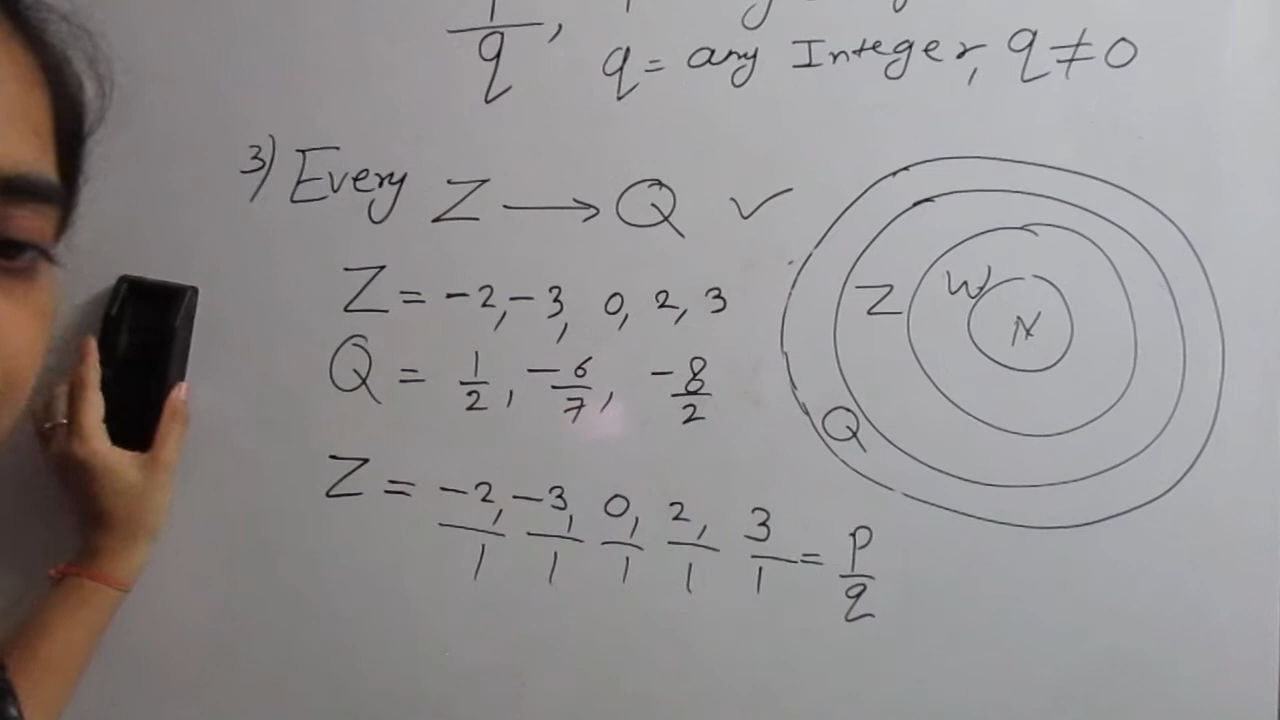 q, q = any Integer, q ≠ 0
3) Every Z → Q ✓
Z = -2, -3, 0, 2, 3
Q = 1/2, -6/7, -8/2
Z = -2/1, -3/1, 0/1, 2/1, 3/1 = p/q
Z
W
N
Q